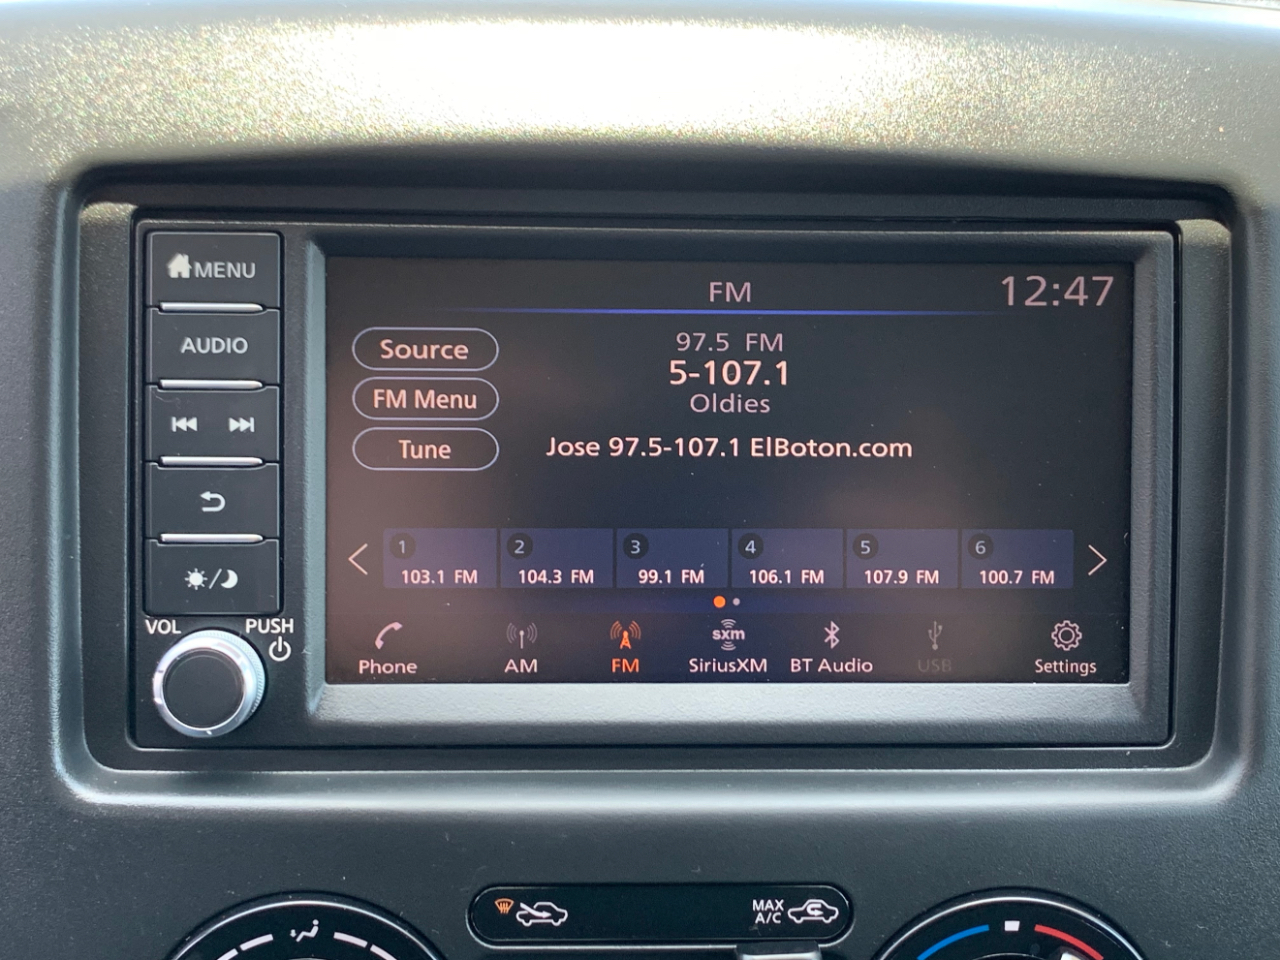 MENU
AUDIO
VOL
PUSH
FM
12:47
Source
FM Menu
Tune
97.5 FM
5-107.1
Oldies
Jose 97.5-107.1 ElBoton.com
1
103.1 FM
2
104.3 FM
3
99.1 FM
4
106.1 FM
5
107.9 FM
6
100.7 FM
Phone
AM
FM
sxm
SiriusXM
BT Audio
USB
Settings
MAX
A/C